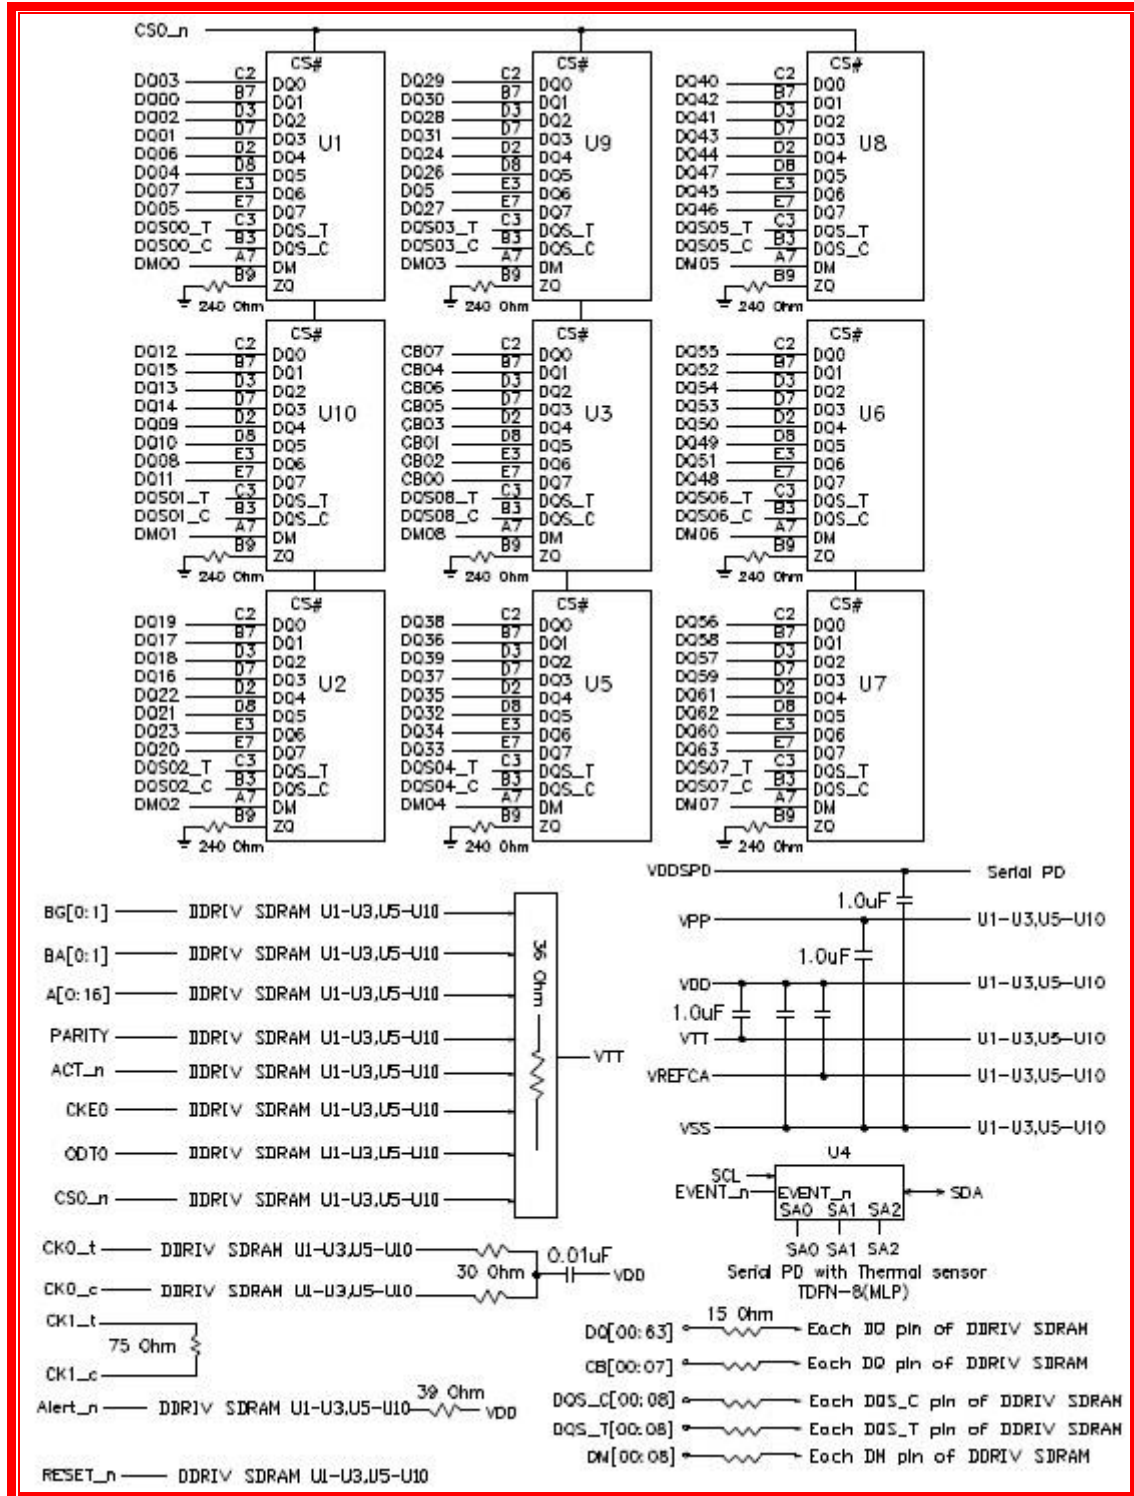 CS0_n
CS#
DQ03 C2 DQ0
DQ00 B7 DQ1
DQ02 D3 DQ2
DQ01 D7 DQ3
DQ06 D2 DQ4
DQ04 D8 DQ5
DQ07 E3 DQ6
DQ05 E7 DQ7
DQS00_T C3 DQS_T
DQS00_C B3 DQS_C
DM00 A7 DM
B9 ZQ
U1
240 Ohm
CS#
DQ29 C2 DQ0
DQ30 B7 DQ1
DQ28 D3 DQ2
DQ31 D7 DQ3
DQ24 D2 DQ4
DQ26 D8 DQ5
DQ5 E3 DQ6
DQ27 E7 DQ7
DQS03_T C3 DQS_T
DQS03_C B3 DQS_C
DM03 A7 DM
B9 ZQ
U9
240 Ohm
CS#
DQ40 C2 DQ0
DQ42 B7 DQ1
DQ41 D3 DQ2
DQ43 D7 DQ3
DQ44 D2 DQ4
DQ47 D8 DQ5
DQ45 E3 DQ6
DQ46 E7 DQ7
DQS05_T C3 DQS_T
DQS05_C B3 DQS_C
DM05 A7 DM
B9 ZQ
U8
240 Ohm
CS#
DQ12 C2 DQ0
DQ15 B7 DQ1
DQ13 D3 DQ2
DQ14 D7 DQ3
DQ09 D2 DQ4
DQ10 D8 DQ5
DQ08 E3 DQ6
DQ11 E7 DQ7
DQS01_T C3 DQS_T
DQS01_C B3 DQS_C
DM01 A7 DM
B9 ZQ
U10
240 Ohm
CS#
CB07 C2 DQ0
CB04 B7 DQ1
CB06 D3 DQ2
CB05 D7 DQ3
CB03 D2 DQ4
CB01 D8 DQ5
CB02 E3 DQ6
CB00 E7 DQ7
DQS08_T C3 DQS_T
DQS08_C B3 DQS_C
DM08 A7 DM
B9 ZQ
U3
240 Ohm
CS#
DQ55 C2 DQ0
DQ52 B7 DQ1
DQ54 D3 DQ2
DQ53 D7 DQ3
DQ50 D2 DQ4
DQ49 D8 DQ5
DQ51 E3 DQ6
DQ48 E7 DQ7
DQS06_T C3 DQS_T
DQS06_C B3 DQS_C
DM06 A7 DM
B9 ZQ
U6
240 Ohm
CS#
DQ19 C2 DQ0
DQ17 B7 DQ1
DQ18 D3 DQ2
DQ16 D7 DQ3
DQ22 D2 DQ4
DQ21 D8 DQ5
DQ23 E3 DQ6
DQ20 E7 DQ7
DQS02_T C3 DQS_T
DQS02_C B3 DQS_C
DM02 A7 DM
B9 ZQ
U2
240 Ohm
CS#
DQ38 C2 DQ0
DQ36 B7 DQ1
DQ39 D3 DQ2
DQ37 D7 DQ3
DQ35 D2 DQ4
DQ32 D8 DQ5
DQ34 E3 DQ6
DQ33 E7 DQ7
DQS04_T C3 DQS_T
DQS04_C B3 DQS_C
DM04 A7 DM
B9 ZQ
U5
240 Ohm
CS#
DQ56 C2 DQ0
DQ58 B7 DQ1
DQ57 D3 DQ2
DQ59 D7 DQ3
DQ61 D2 DQ4
DQ62 D8 DQ5
DQ60 E3 DQ6
DQ63 E7 DQ7
DQS07_T C3 DQS_T
DQS07_C B3 DQS_C
DM07 A7 DM
B9 ZQ
U7
240 Ohm
BG[0:1] DDRIV SDRAM U1-U3,U5-U10
BA[0:1] DDRIV SDRAM U1-U3,U5-U10
A[0:16] DDRIV SDRAM U1-U3,U5-U10
PARITY DDRIV SDRAM U1-U3,U5-U10
ACT_n DDRIV SDRAM U1-U3,U5-U10
CKE0 DDRIV SDRAM U1-U3,U5-U10
ODT0 DDRIV SDRAM U1-U3,U5-U10
CS0_n DDRIV SDRAM U1-U3,U5-U10
36 Ohm
VTT
VDDSPD Serial PD
1.0uF
VPP U1-U3,U5-U10
1.0uF
VDD U1-U3,U5-U10
1.0uF
VTT U1-U3,U5-U10
VREFCA U1-U3,U5-U10
VSS U1-U3,U5-U10
U4
SCL
EVENT_n EVENT_n SDA
SA0 SA1 SA2
SA0 SA1 SA2
Serial PD with Thermal sensor
TDFN-8(MLP)
CK0_t DDRIV SDRAM U1-U3,U5-U10
30 Ohm 0.01uF VDD
CK0_c DDRIV SDRAM U1-U3,U5-U10
CK1_t
75 Ohm
CK1_c
Alert_n DDRIV SDRAM U1-U3,U5-U10 39 Ohm VDD
RESET_n DDRIV SDRAM U1-U3,U5-U10
15 Ohm
DQ[00:63] Each DQ pin of DDRIV SDRAM
CB[00:07] Each DQ pin of DDRIV SDRAM
DQS_C[00:08] Each DQS_C pin of DDRIV SDRAM
DQS_T[00:08] Each DQS_T pin of DDRIV SDRAM
DM[00:08] Each DM pin of DDRIV SDRAM